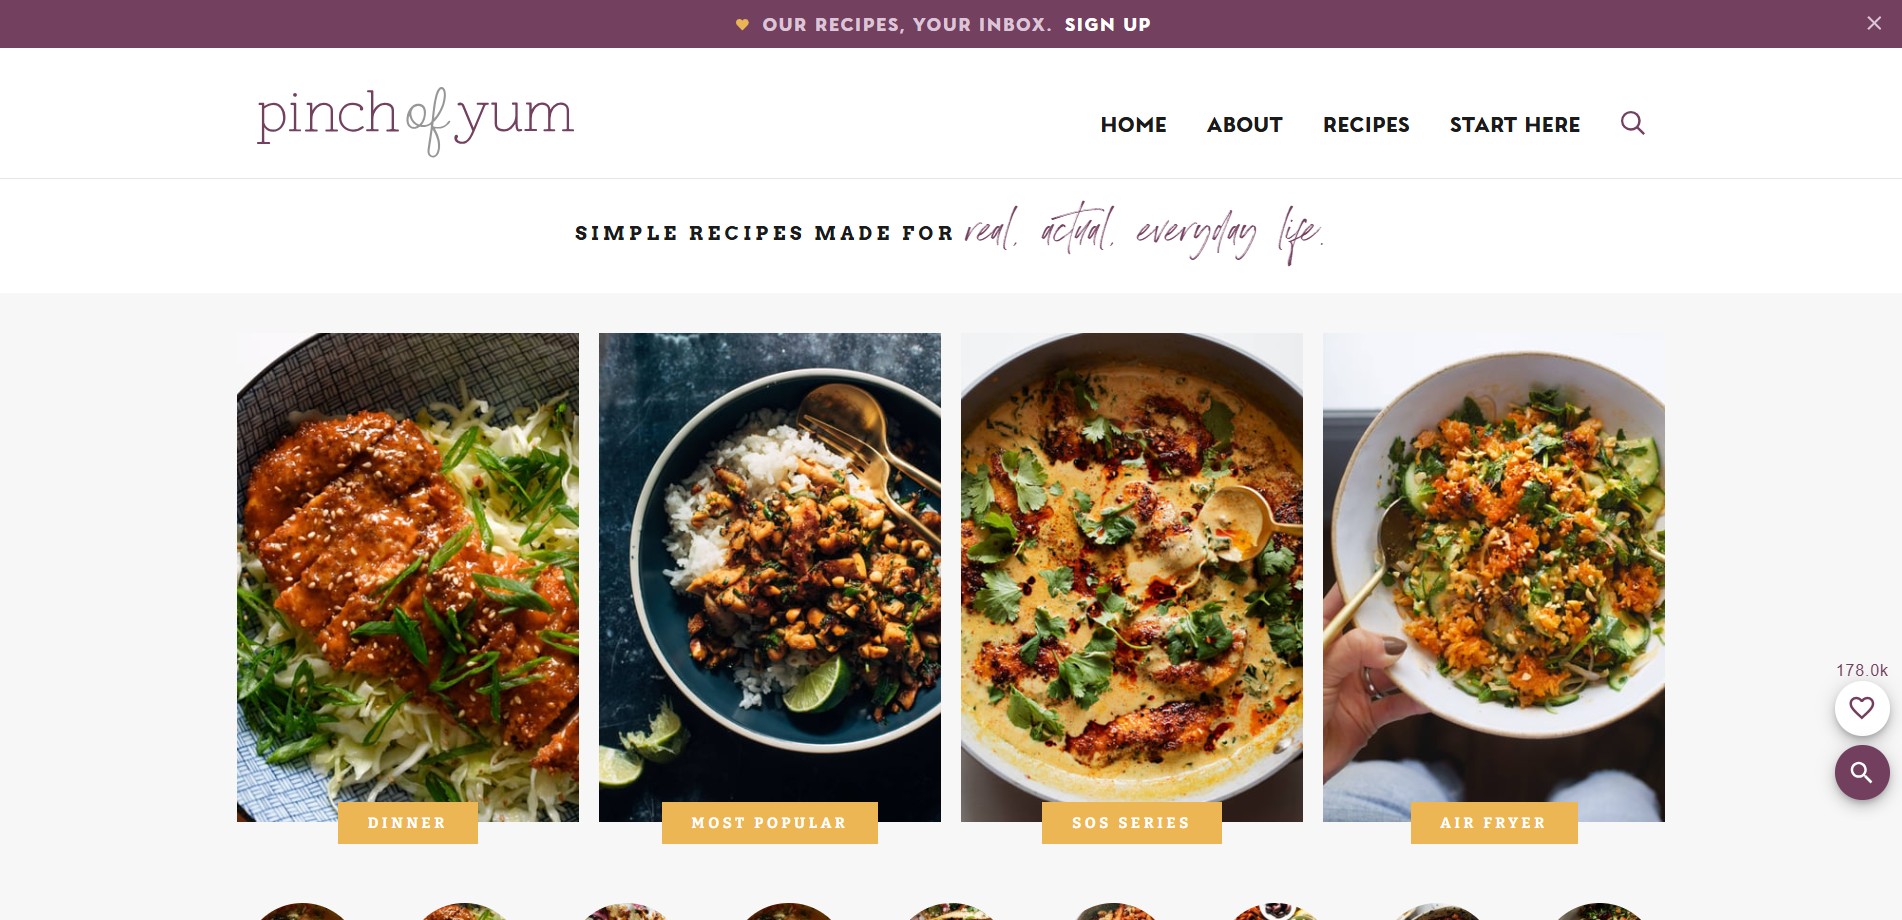 OUR RECIPES, YOUR INBOX. SIGN UP
pinch of yum
HOME ABOUT RECIPES START HERE
SIMPLE RECIPES MADE FOR real, actual, everyday life.
178.0k
DINNER
MOST POPULAR
SOS SERIES
AIR FRYER